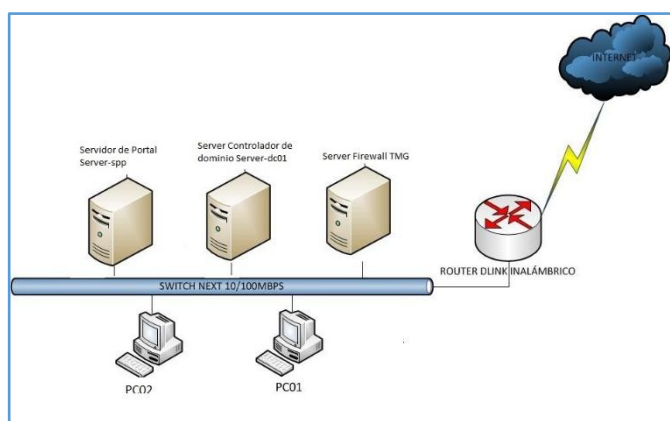 INTERNET
Servidor de Portal
Server-spp
Server Controlador de
dominio Server-dc01
Server Firewall TMG
ROUTER DLINK INALÁMBRICO
SWITCH NEXT 10/100MBPS
PC02
PC01